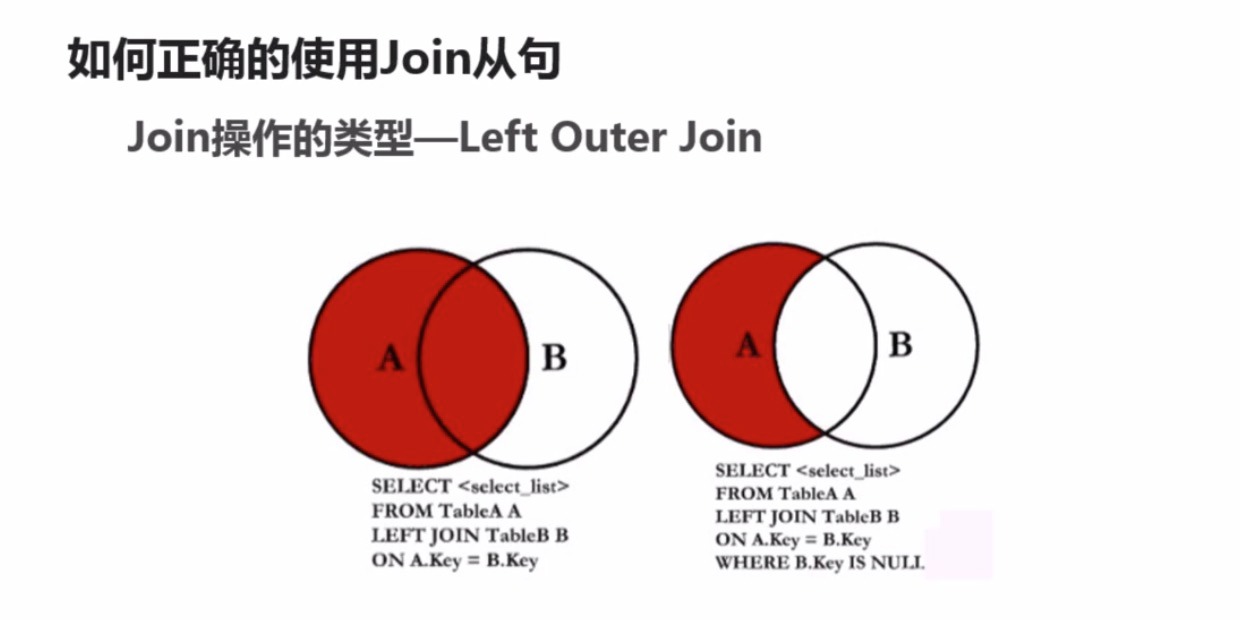 如何正确的使用Join从句
Join操作的类型—Left Outer Join
A
B
SELECT <select_list>
FROM TableA A
LEFT JOIN TableB B
ON A.Key = B.Key
A
B
SELECT <select_list>
FROM TableA A
LEFT JOIN TableB B
ON A.Key = B.Key
WHERE B.Key IS NULL